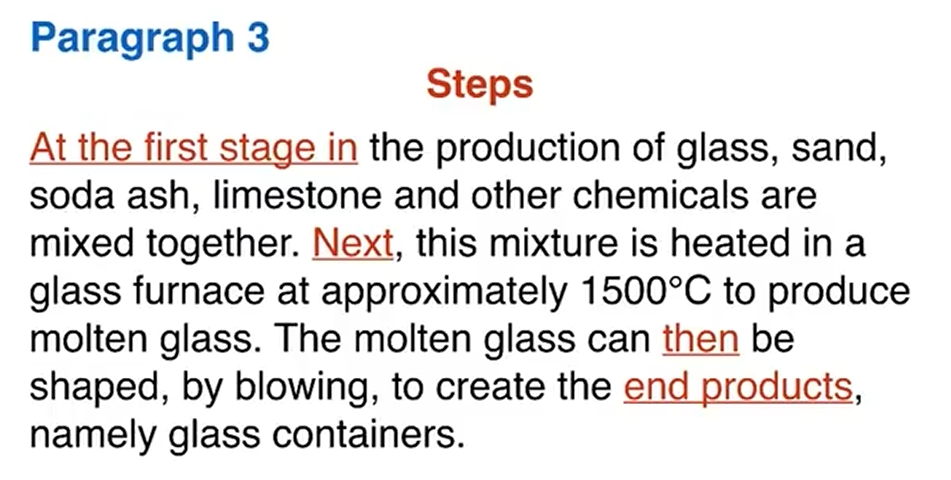 Paragraph 3
Steps
At the first stage in the production of glass, sand,
soda ash, limestone and other chemicals are
mixed together. Next, this mixture is heated in a
glass furnace at approximately 1500°C to produce
molten glass. The molten glass can then be
shaped, by blowing, to create the end products,
namely glass containers.